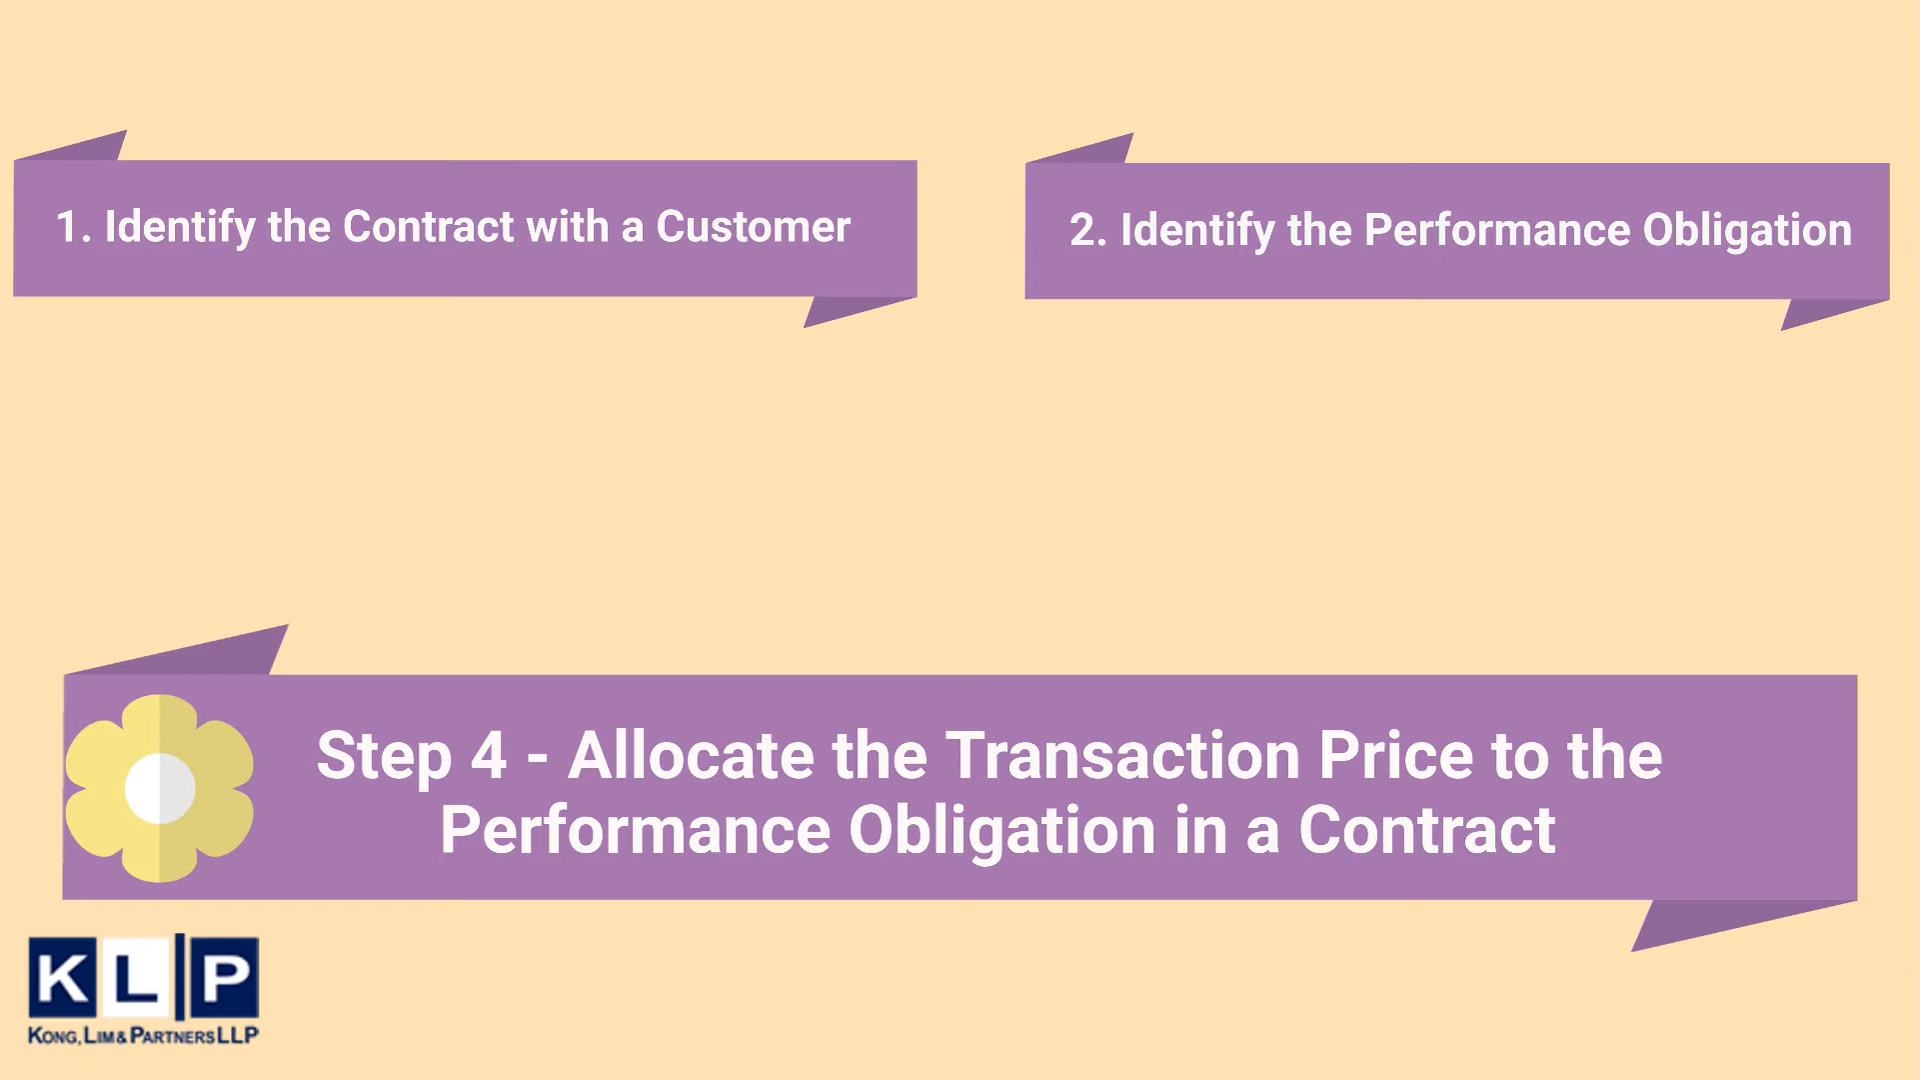 1. Identify the Contract with a Customer
2. Identify the Performance Obligation
Step 4 - Allocate the Transaction Price to the
Performance Obligation in a Contract
KL|P
KONG, LIM & PARTNERS LLP